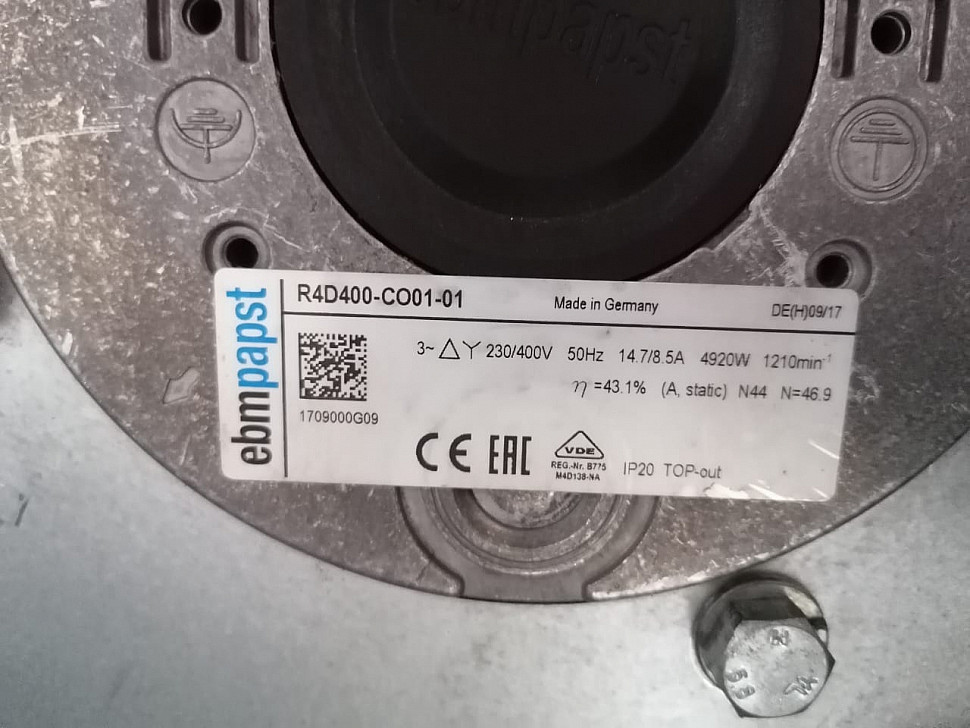 ebmpapst
ebmpapst
R4D400-CO01-01 Made in Germany DE(H)09/17
3~ △ Y 230/400V 50Hz 14.7/8.5A 4920W 1210min⁻¹
η =43.1% (A, static) N44 N=46.9
1709000G09
CE EAC VDE
REG.-Nr. B775
M4D138-NA
IP20 TOP-out